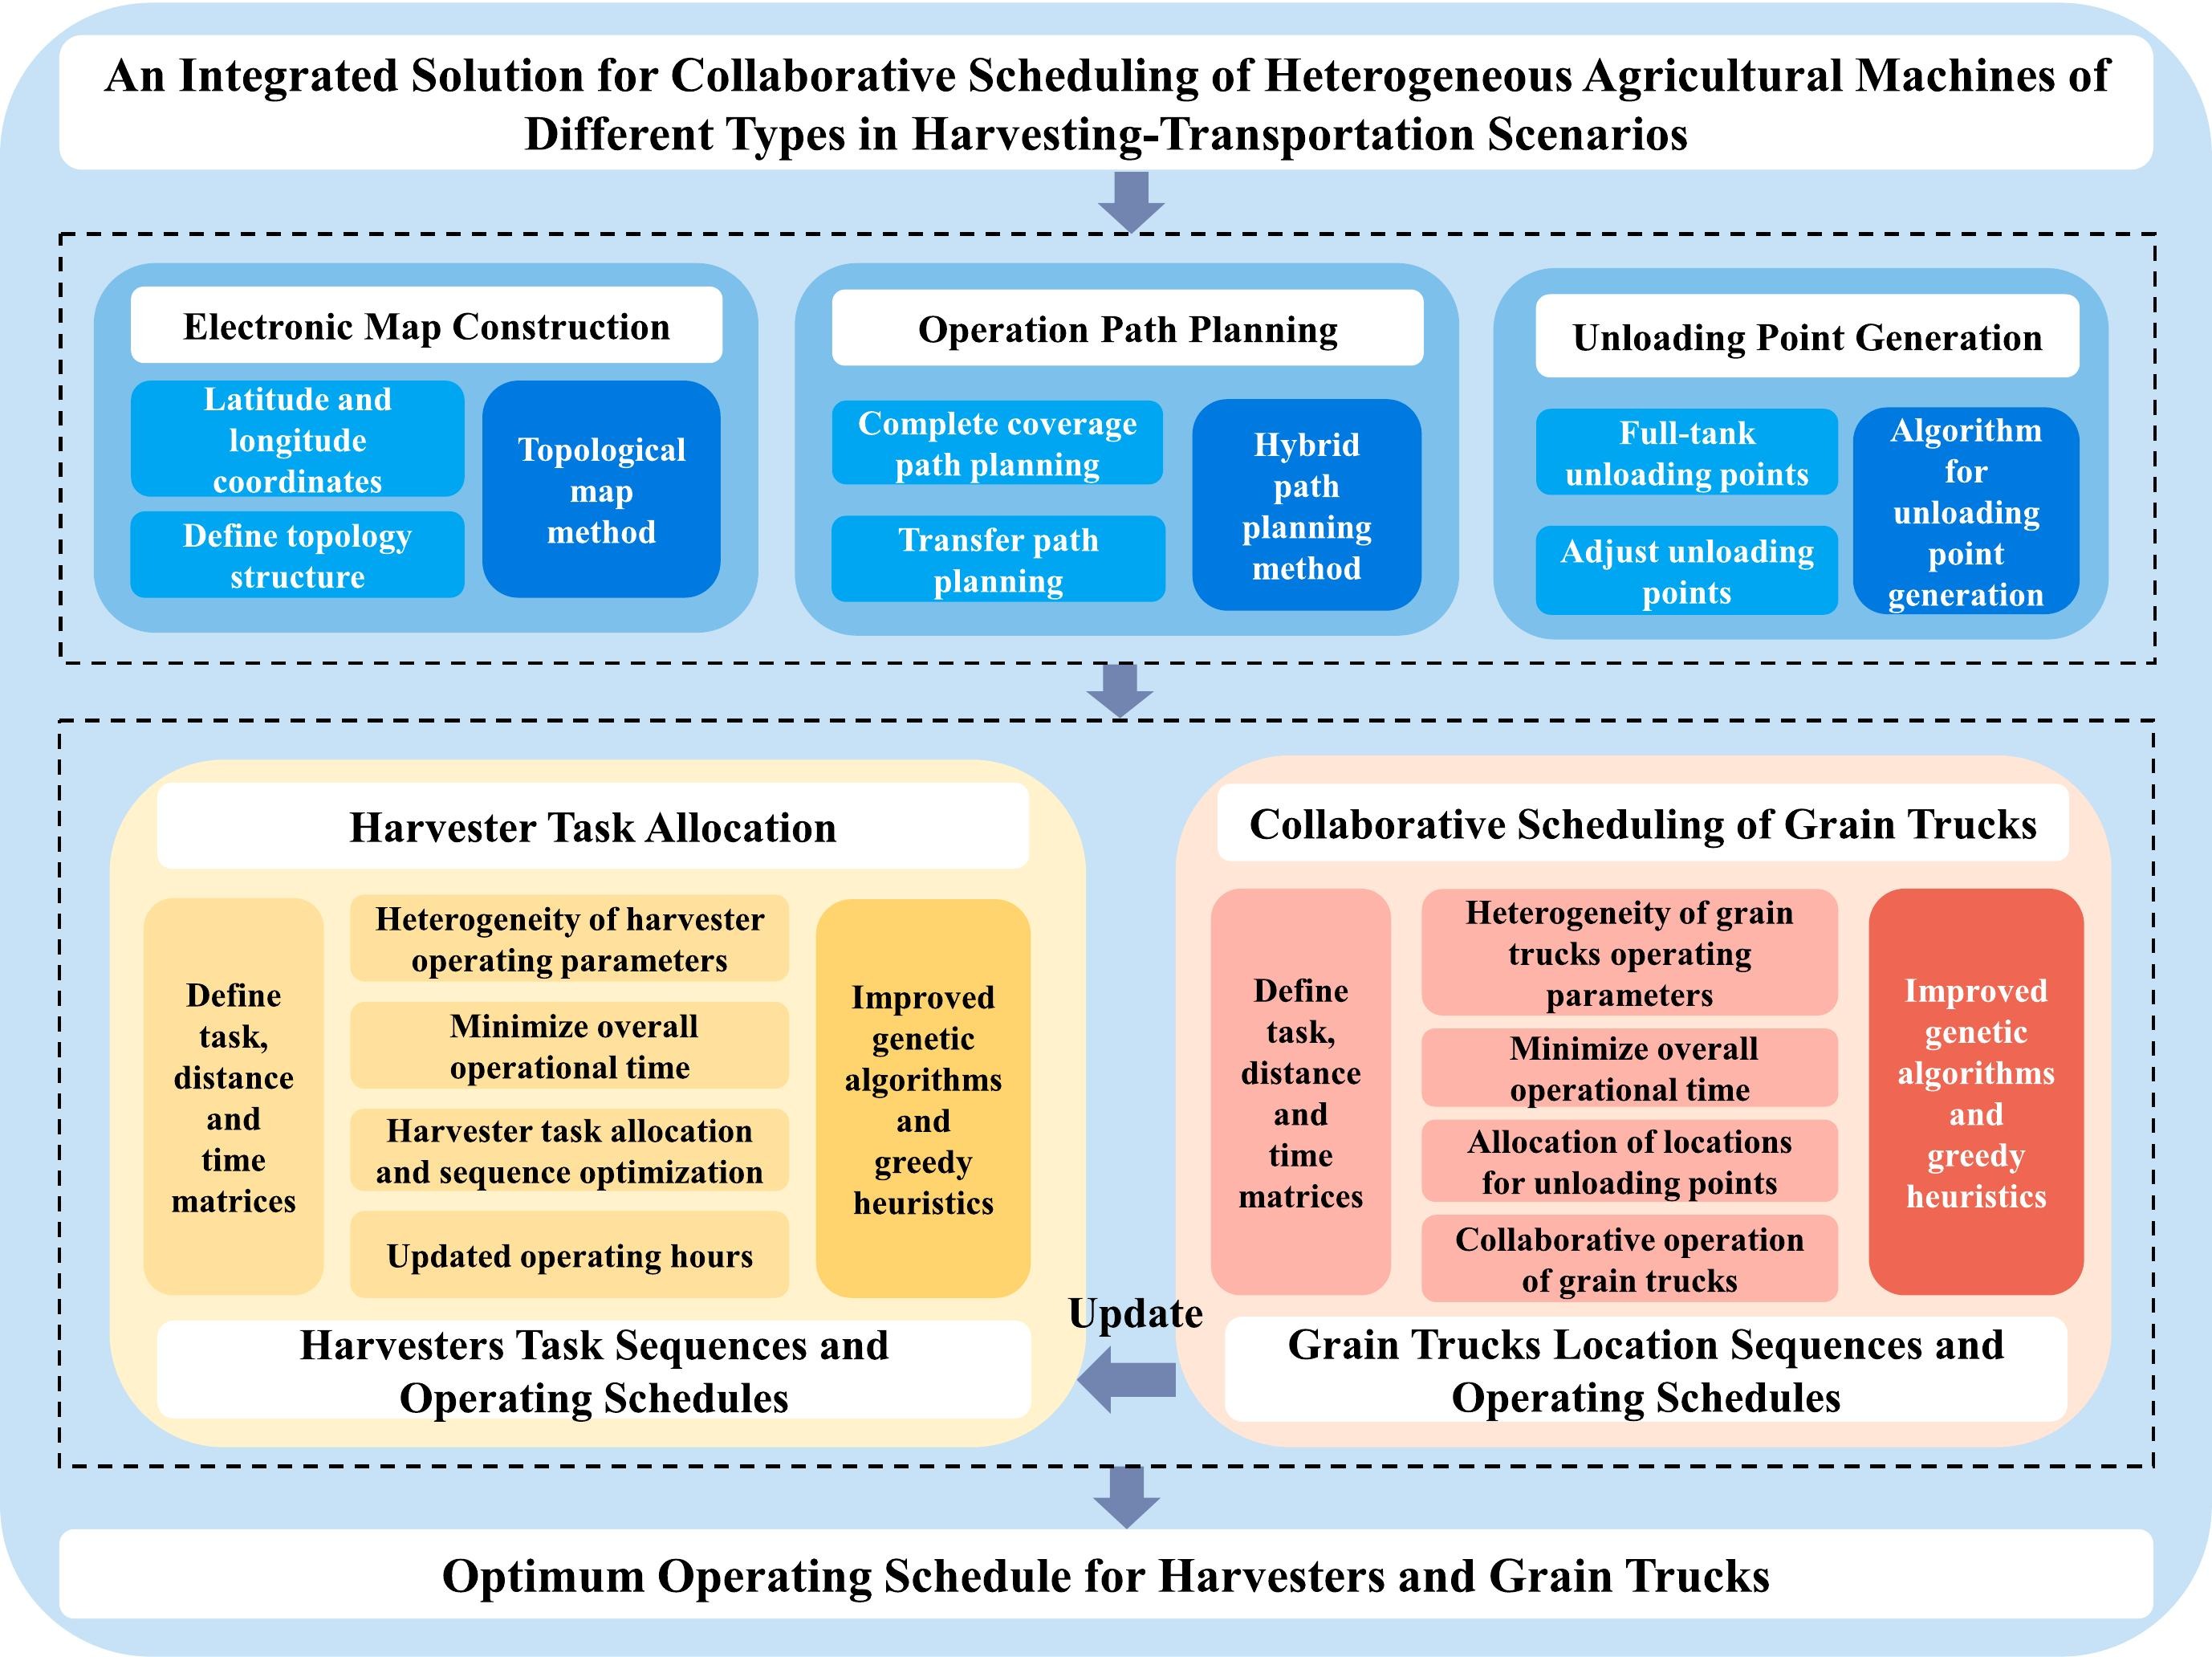 An Integrated Solution for Collaborative Scheduling of Heterogeneous Agricultural Machines of
Different Types in Harvesting-Transportation Scenarios
Electronic Map Construction
Latitude and
longitude
coordinates
Define topology
structure
Topological
map
method
Operation Path Planning
Complete coverage
path planning
Transfer path
planning
Hybrid
path
planning
method
Unloading Point Generation
Full-tank
unloading points
Adjust unloading
points
Algorithm
for
unloading
point
generation
Harvester Task Allocation
Define
task,
distance
and
time
matrices
Heterogeneity of harvester
operating parameters
Minimize overall
operational time
Harvester task allocation
and sequence optimization
Updated operating hours
Improved
genetic
algorithms
and
greedy
heuristics
Harvesters Task Sequences and
Operating Schedules
Update
Collaborative Scheduling of Grain Trucks
Define
task,
distance
and
time
matrices
Heterogeneity of grain
trucks operating
parameters
Minimize overall
operational time
Allocation of locations
for unloading points
Collaborative operation
of grain trucks
Improved
genetic
algorithms
and
greedy
heuristics
Grain Trucks Location Sequences and
Operating Schedules
Optimum Operating Schedule for Harvesters and Grain Trucks